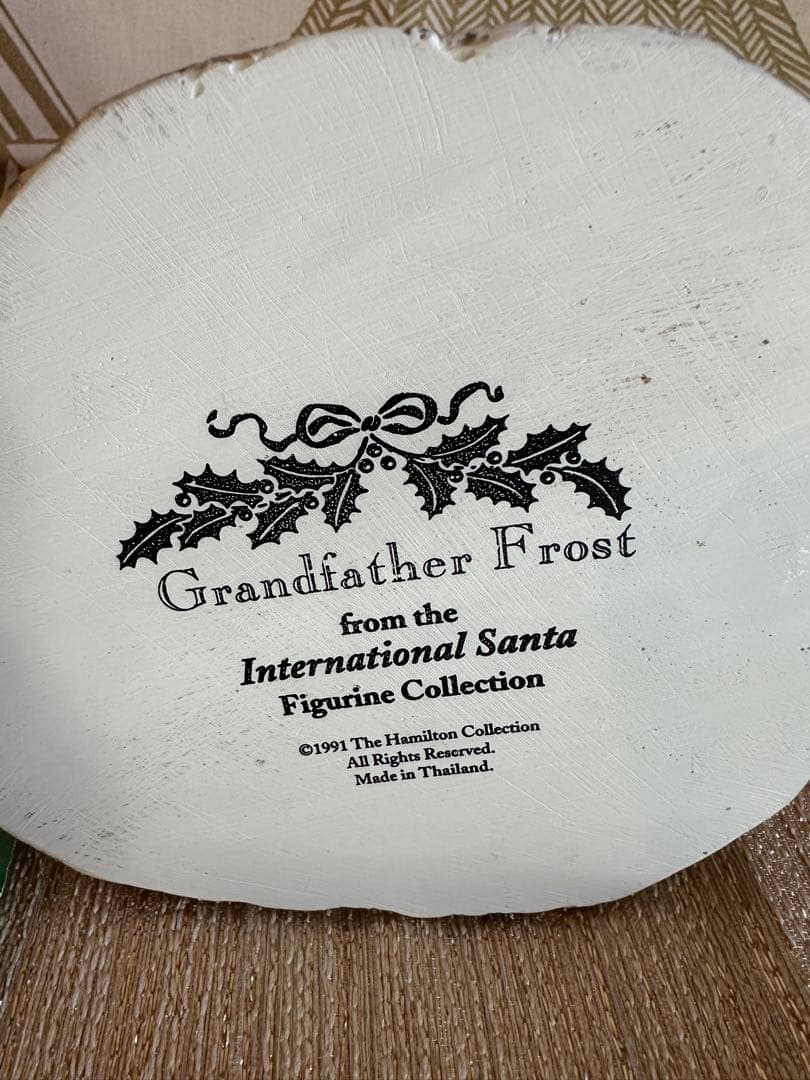 Grandfather Frost
from the
International Santa
Figurine Collection
©1991 The Hamilton Collection
All Rights Reserved.
Made in Thailand.